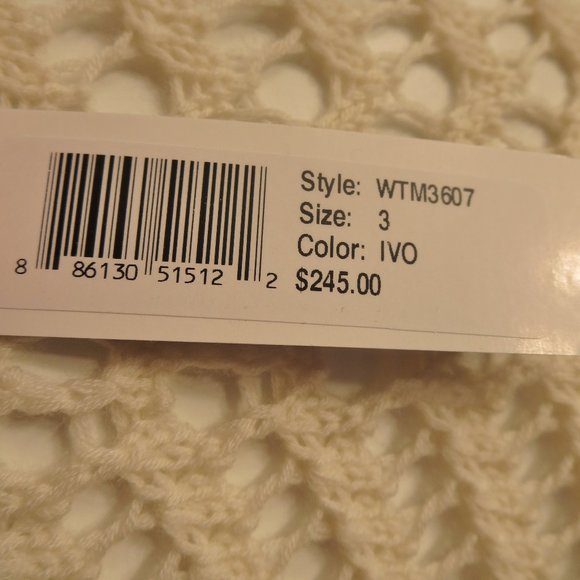 Style: WTM3607
Size: 3
Color: IVO
$245.00
8 86130 51512 2